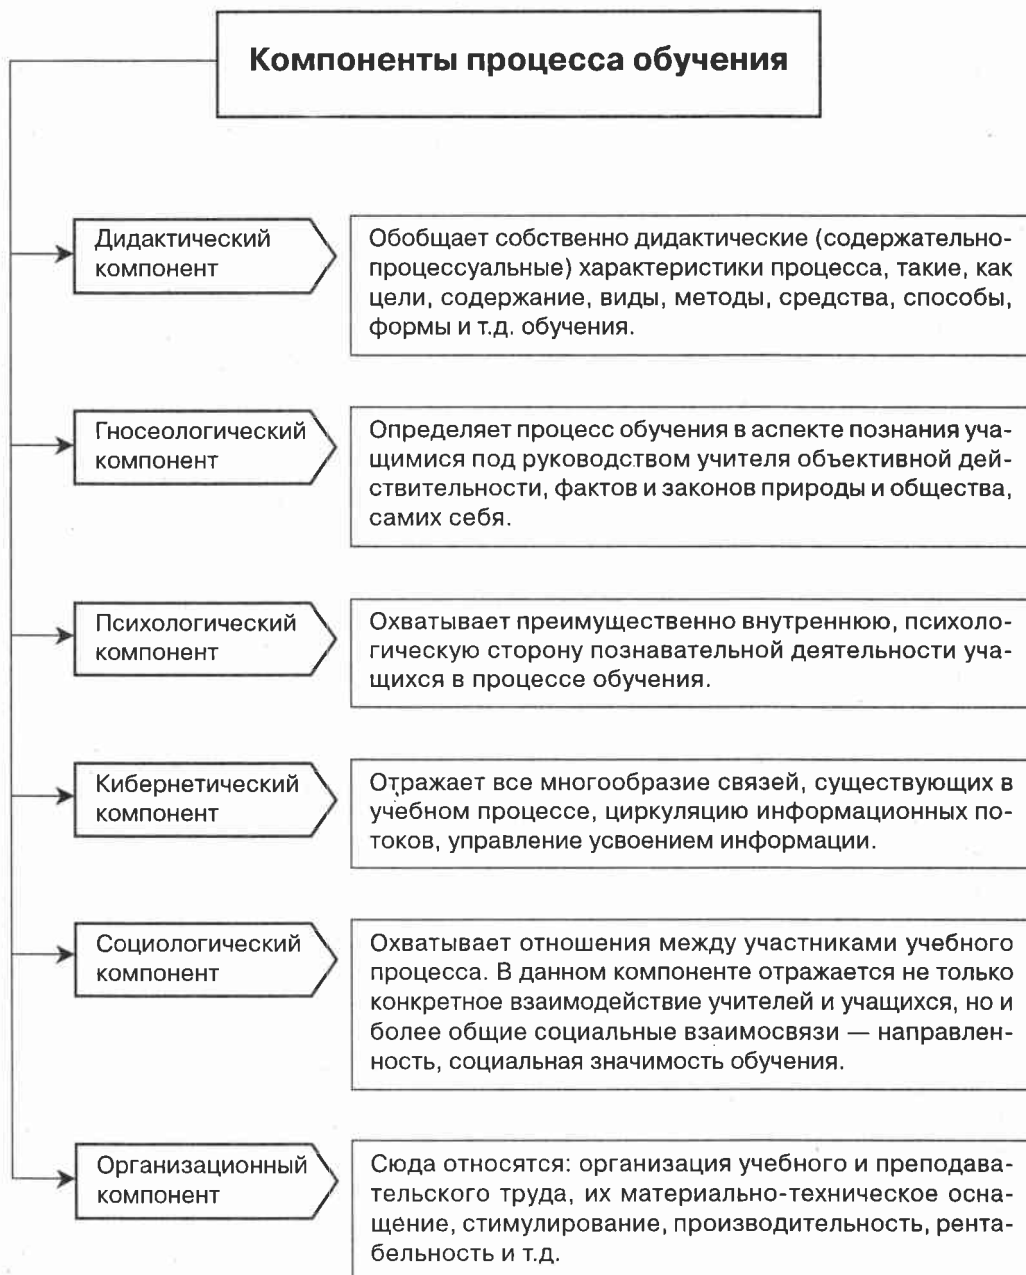 Компоненты процесса обучения
Дидактический
компонент
Обобщает собственно дидактические (содержательно-
процессуальные) характеристики процесса, такие, как
цели, содержание, виды, методы, средства, способы,
формы и т.д. обучения.
Гносеологический
компонент
Определяет процесс обучения в аспекте познания уча-
щимися под руководством учителя объективной дей-
ствительности, фактов и законов природы и общества,
самих себя.
Психологический
компонент
Охватывает преимущественно внутреннюю, психоло-
гическую сторону познавательной деятельности уча-
щихся в процессе обучения.
Кибернетический
компонент
Отражает все многообразие связей, существующих в
учебном процессе, циркуляцию информационных по-
токов, управление усвоением информации.
Социологический
компонент
Охватывает отношения между участниками учебного
процесса. В данном компоненте отражается не только
конкретное взаимодействие учителей и учащихся, но и
более общие социальные взаимосвязи — направлен-
ность, социальная значимость обучения.
Организационный
компонент
Сюда относятся: организация учебного и преподава-
тельского труда, их материально-техническое осна-
щение, стимулирование, производительность, рента-
бельность и т.д.